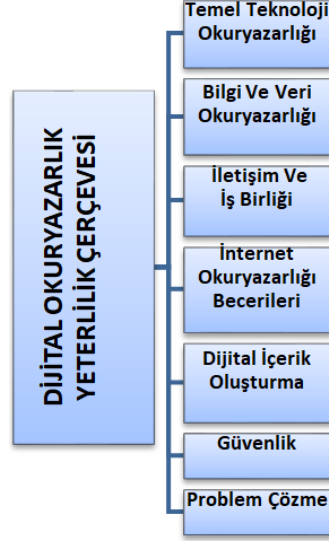 DİJİTAL OKURYAZARLIK
YETERLİLİK ÇERÇEVESİ
Temel Teknoloji
Okuryazarlığı
Bilgi Ve Veri
Okuryazarlığı
İletişim Ve
İş Birliği
İnternet
Okuryazarlığı
Becerileri
Dijital İçerik
Oluşturma
Güvenlik
Problem Çözme